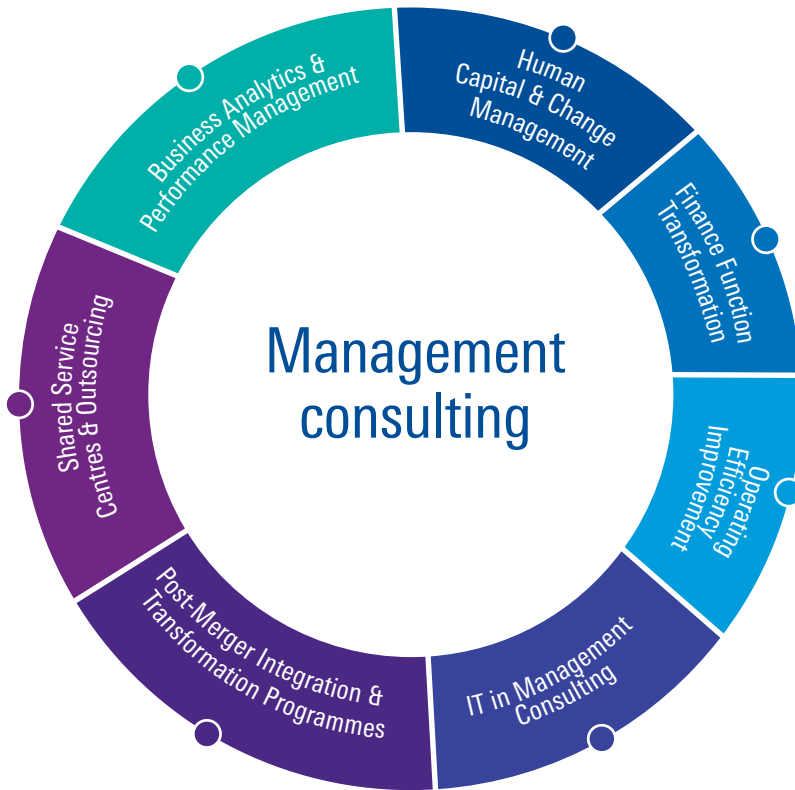 Management
consulting
Human
Capital & Change
Management
Finance Function
Transformation
Operating
Efficiency
Improvement
IT in Management
Consulting
Post-Merger Integration &
Transformation Programmes
Shared Service
Centres & Outsourcing
Business Analytics &
Performance Management